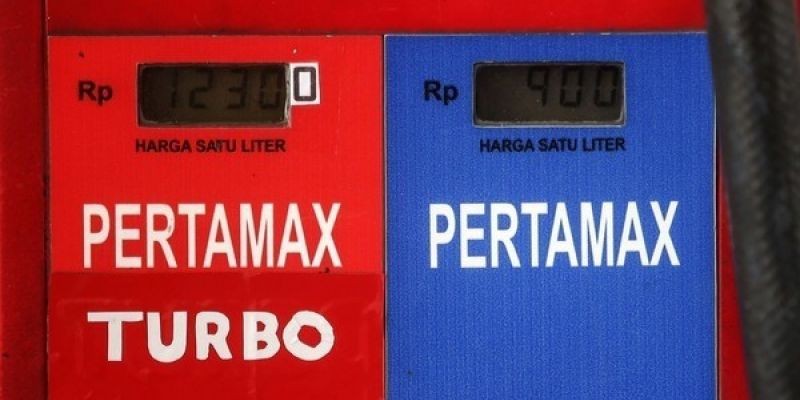 Rp 12300
HARGA SATU LITER
PERTAMAX
TURBO
Rp 900
HARGA SATU LITER
PERTAMAX